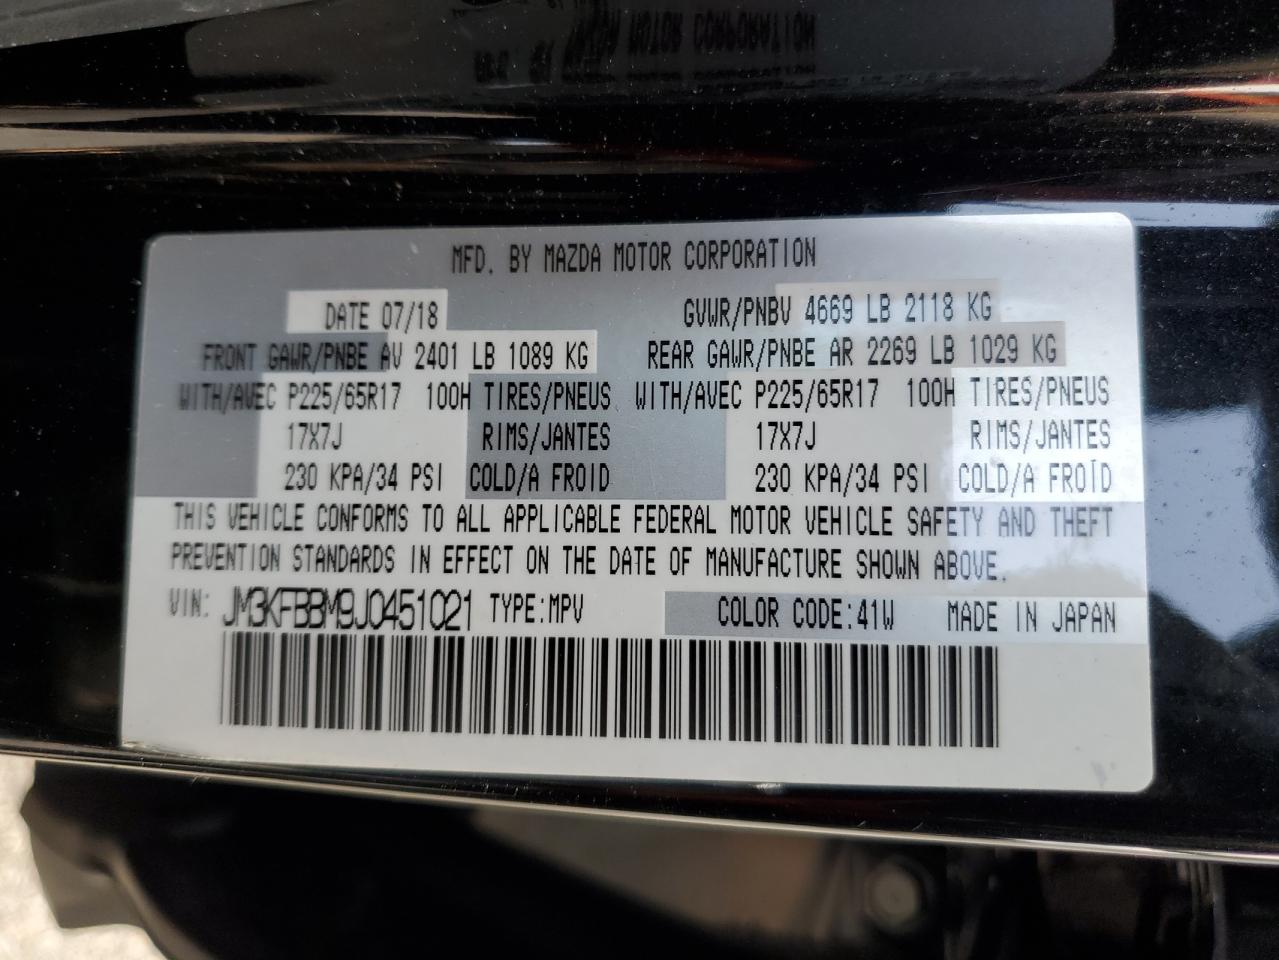 MFD. BY MAZDA MOTOR CORPORATION
DATE 07/18 GVWR/PNBV 4669 LB 2118 KG
FRONT GAWR/PNBE AV 2401 LB 1089 KG REAR GAWR/PNBE AR 2269 LB 1029 KG
WITH/AVEC P225/65R17 100H TIRES/PNEUS WITH/AVEC P225/65R17 100H TIRES/PNEUS
17X7J RIMS/JANTES 17X7J RIMS/JANTES
230 KPA/34 PSI COLD/A FROID 230 KPA/34 PSI COLD/A FROÏD
THIS VEHICLE CONFORMS TO ALL APPLICABLE FEDERAL MOTOR VEHICLE SAFETY AND THEFT
PREVENTION STANDARDS IN EFFECT ON THE DATE OF MANUFACTURE SHOWN ABOVE.
VIN: JM3KFBBM9J0451021 TYPE:MPV COLOR CODE:41W MADE IN JAPAN